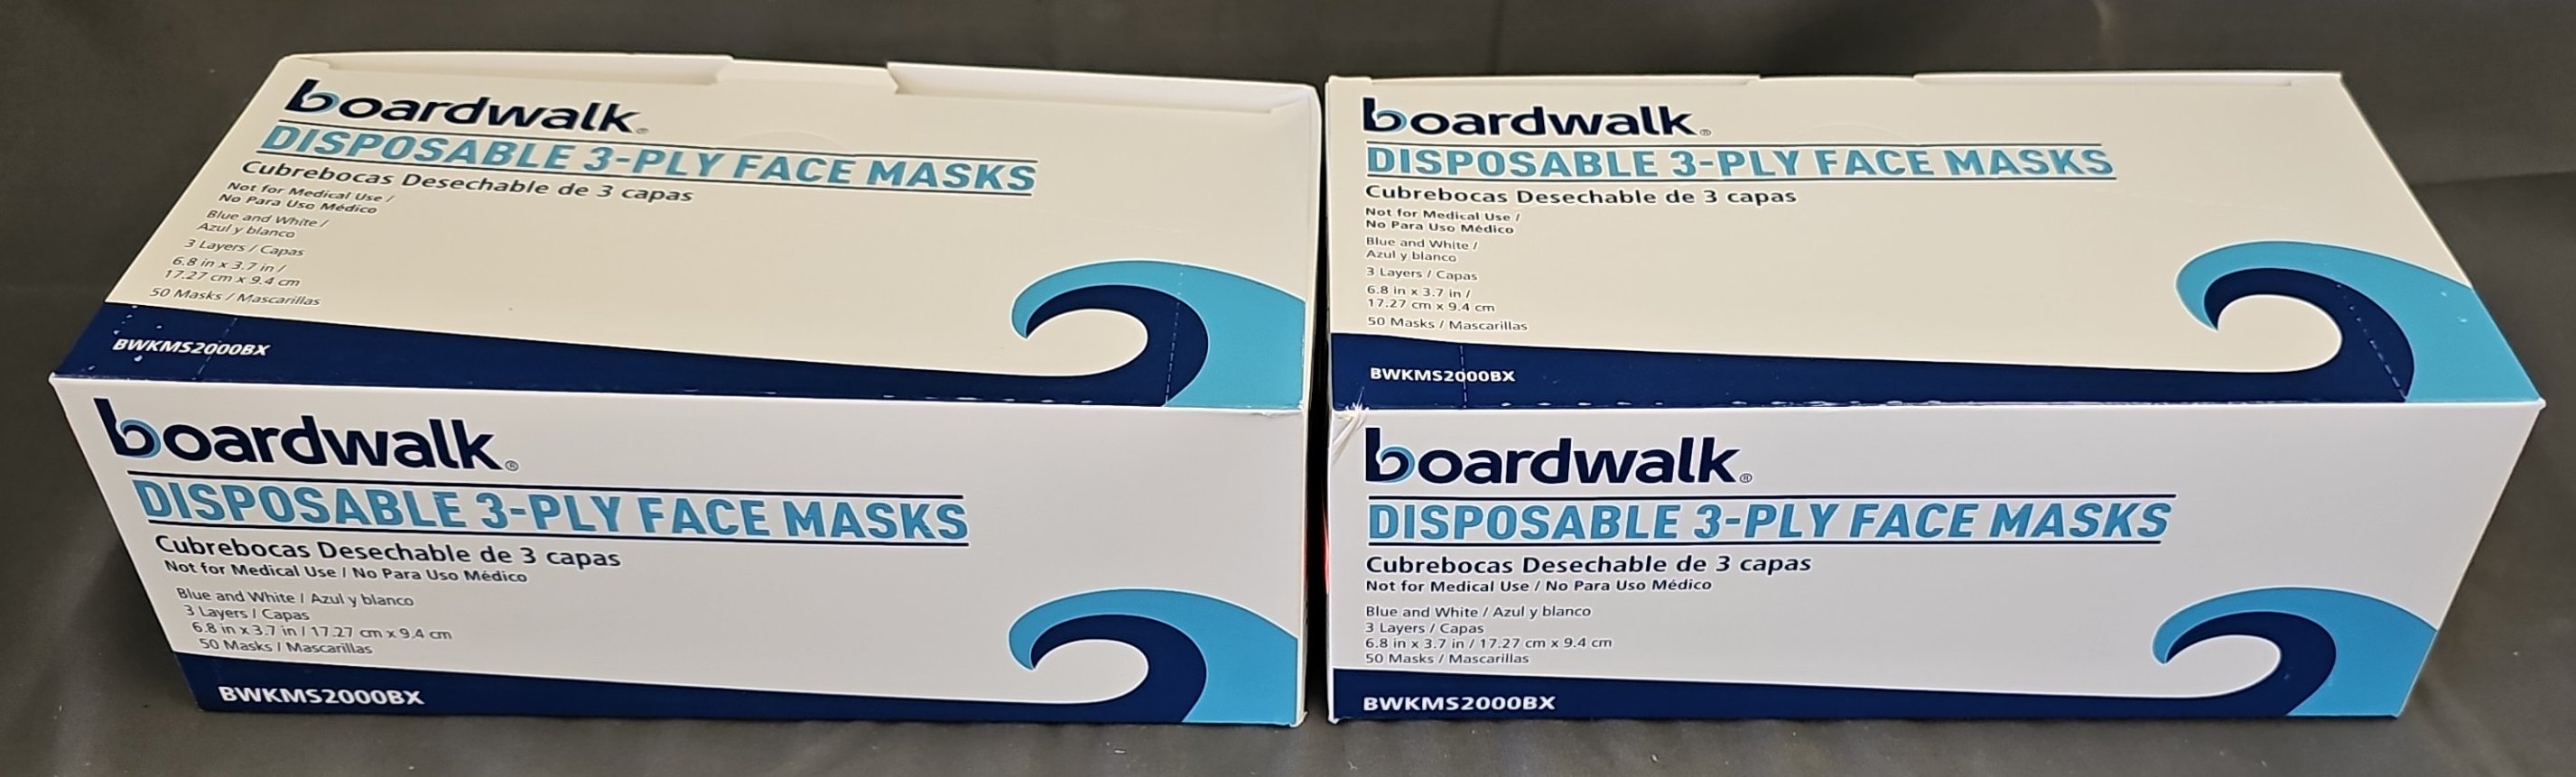 boardwalk®
DISPOSABLE 3-PLY FACE MASKS
Cubrebocas Desechable de 3 capas
Not for Medical Use /
No Para Uso Médico
Blue and White /
Azul y blanco
3 Layers / Capas
6.8 in x 3.7 in /
17.27 cm x 9.4 cm
50 Masks / Mascarillas
BWKMS2000BX
boardwalk®
DISPOSABLE 3-PLY FACE MASKS
Cubrebocas Desechable de 3 capas
Not for Medical Use / No Para Uso Médico
Blue and White / Azul y blanco
3 Layers / Capas
6.8 in x 3.7 in / 17.27 cm x 9.4 cm
50 Masks / Mascarillas
BWKMS2000BX
boardwalk®
DISPOSABLE 3-PLY FACE MASKS
Cubrebocas Desechable de 3 capas
Not for Medical Use /
No Para Uso Médico
Blue and White /
Azul y blanco
3 Layers / Capas
6.8 in x 3.7 in /
17.27 cm x 9.4 cm
50 Masks / Mascarillas
BWKMS2000BX
boardwalk®
DISPOSABLE 3-PLY FACE MASKS
Cubrebocas Desechable de 3 capas
Not for Medical Use / No Para Uso Médico
Blue and White / Azul y blanco
3 Layers / Capas
6.8 in x 3.7 in / 17.27 cm x 9.4 cm
50 Masks / Mascarillas
BWKMS2000BX